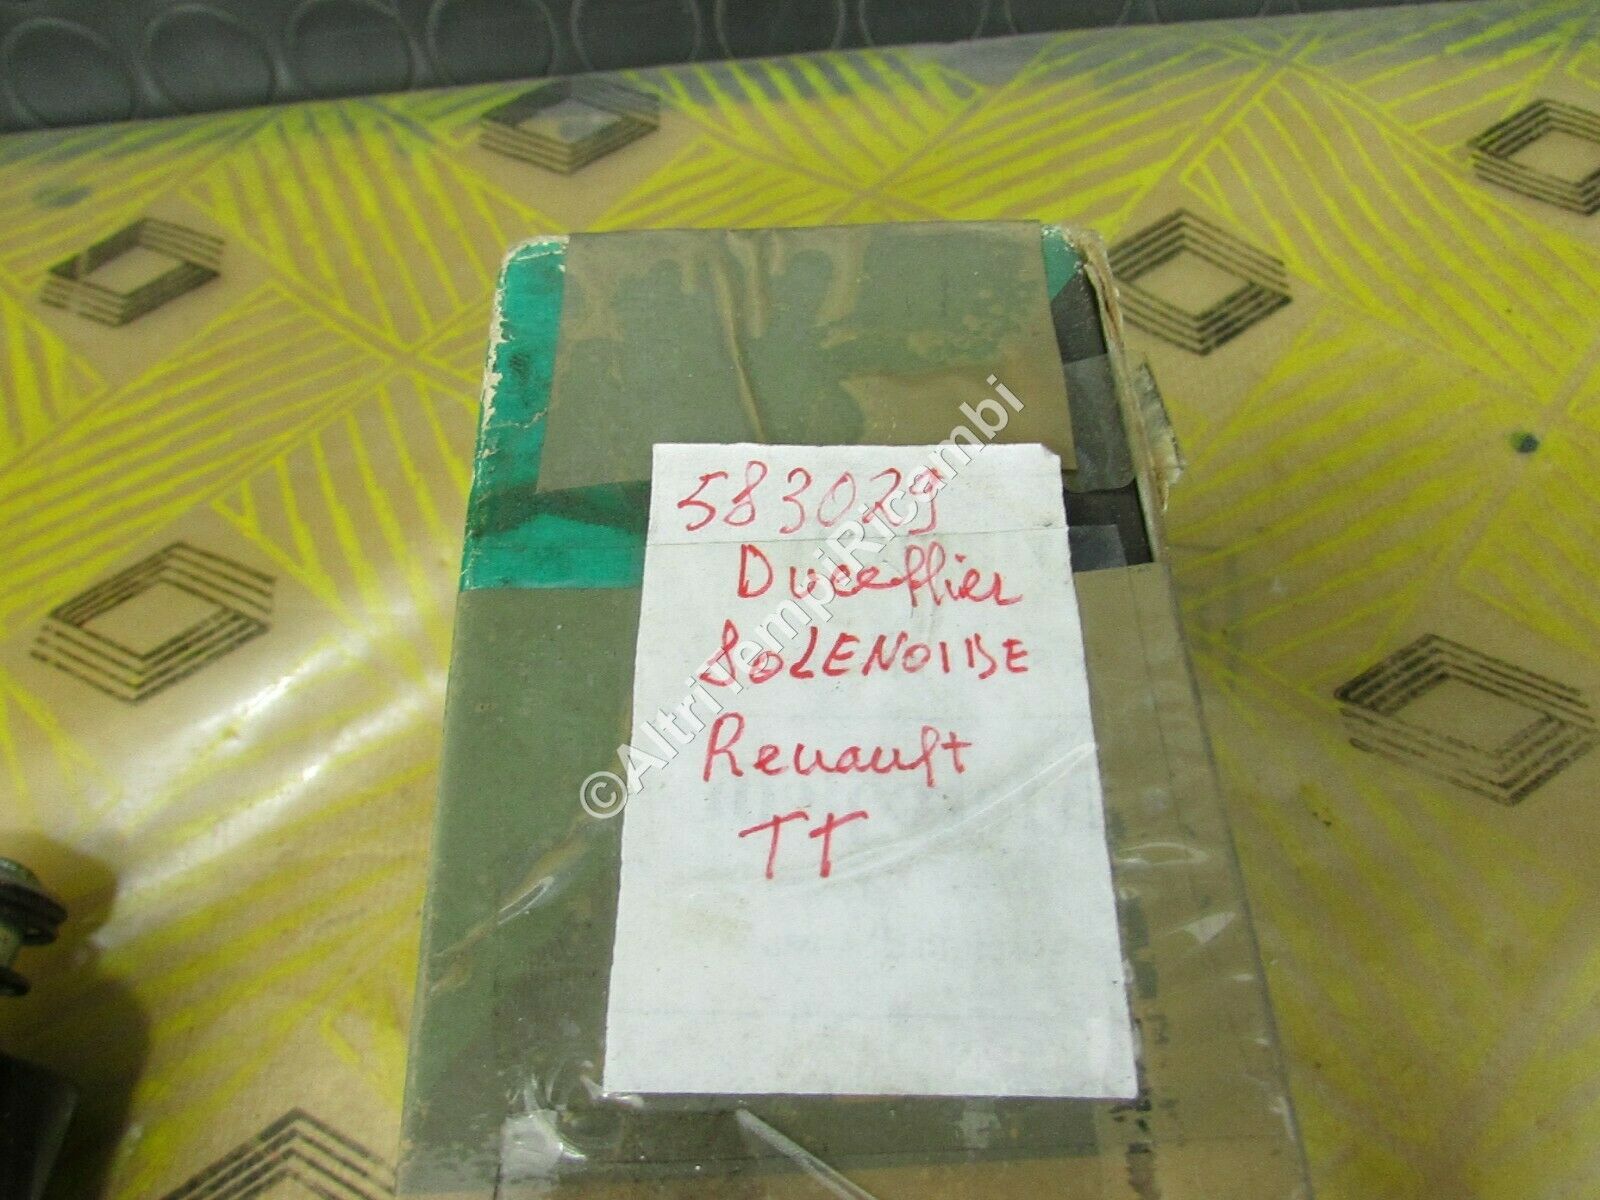 583029
Ducellier
SOLENOIDE
Renault
TT
©AltriTempiRicambi